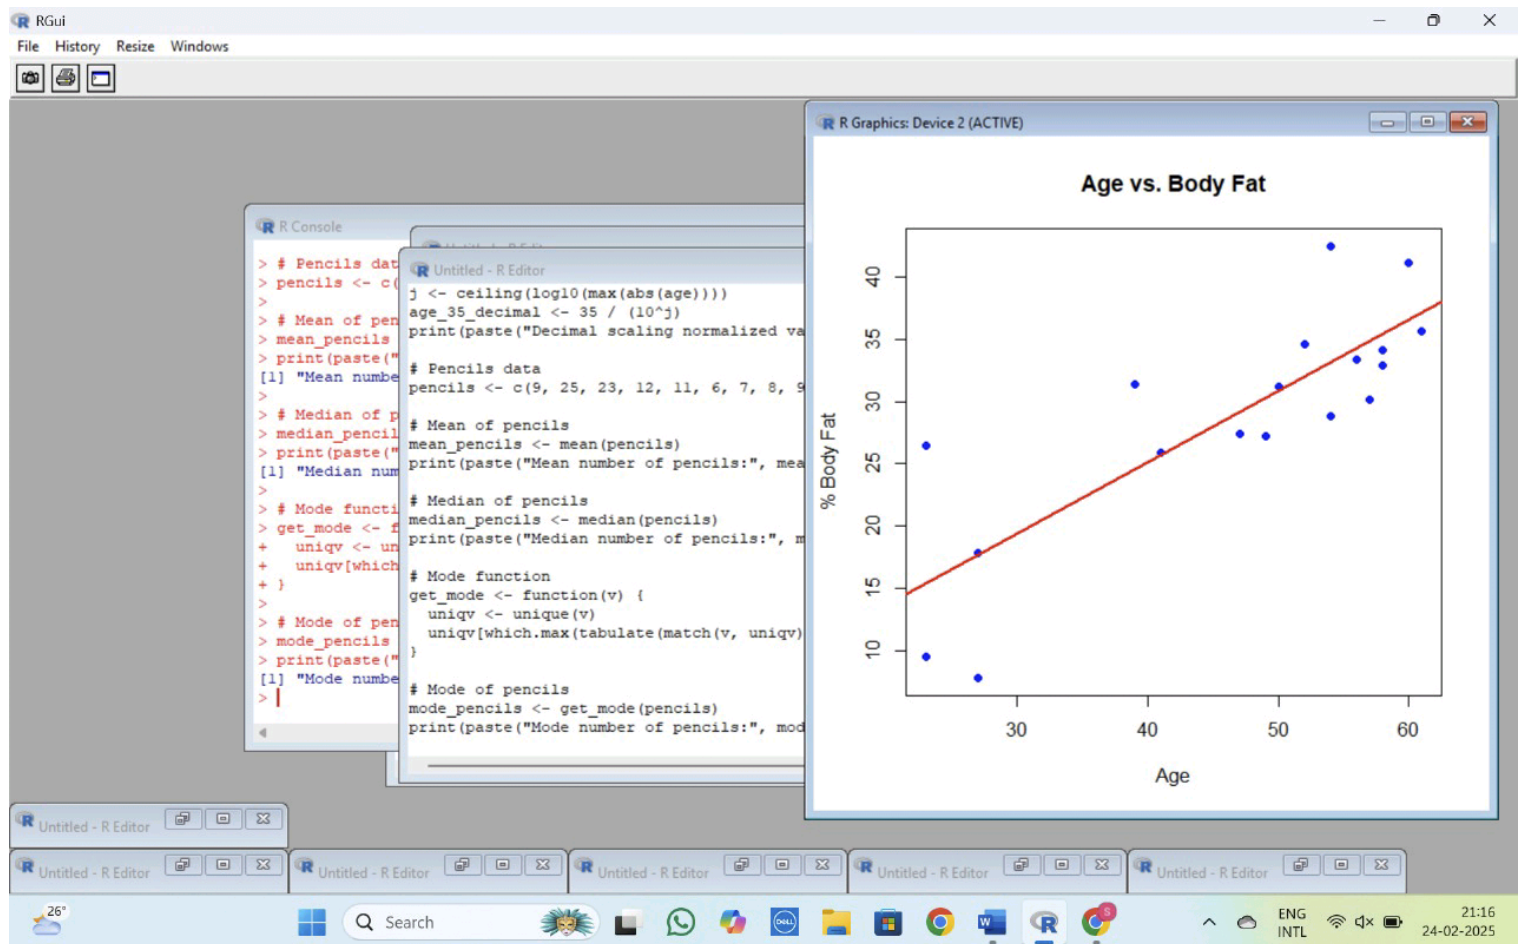 RGui
File History Resize Windows
R Graphics: Device 2 (ACTIVE)
Age vs. Body Fat
% Body Fat
40
35
30
25
20
15
10
30 40 50 60
Age
R Console
> # Pencils dat
> pencils <- c(
>
> # Mean of pen
> mean_pencils
> print(paste("
[1] "Mean numbe
>
> # Median of p
> median_pencil
> print(paste("
[1] "Median num
>
> # Mode functi
> get_mode <- f
+ uniqv <- un
+ uniqv[which
+ }
>
> # Mode of pen
> mode_pencils
> print(paste("
[1] "Mode numbe
>
Untitled - R Editor
j <- ceiling(log10(max(abs(age))))
age_35_decimal <- 35 / (10^j)
print(paste("Decimal scaling normalized va
# Pencils data
pencils <- c(9, 25, 23, 12, 11, 6, 7, 8, 9
# Mean of pencils
mean_pencils <- mean(pencils)
print(paste("Mean number of pencils:", mea
# Median of pencils
median_pencils <- median(pencils)
print(paste("Median number of pencils:", m
# Mode function
get_mode <- function(v) {
uniqv <- unique(v)
uniqv[which.max(tabulate(match(v, uniqv)
}
# Mode of pencils
mode_pencils <- get_mode(pencils)
print(paste("Mode number of pencils:", mod
Untitled - R Editor
Untitled - R Editor
Untitled - R Editor
Untitled - R Editor
Untitled - R Editor
Untitled - R Editor
26°
Search
DELL
S
ENG
INTL
21:16
24-02-2025